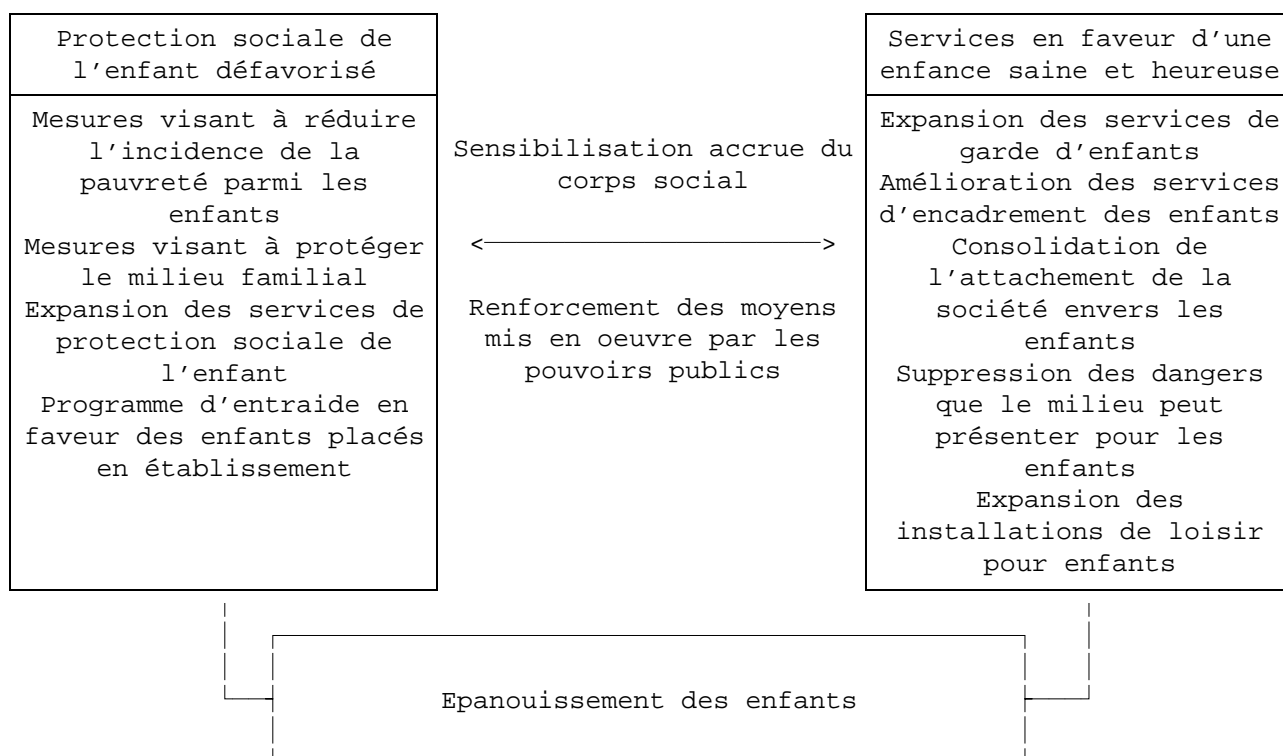 Protection sociale de
l'enfant défavorisé
Mesures visant à réduire
l'incidence de la
pauvreté parmi les
enfants
Mesures visant à protéger
le milieu familial
Expansion des services de
protection sociale de
l'enfant
Programme d'entraide en
faveur des enfants placés
en établissement
Sensibilisation accrue du
corps social
Renforcement des moyens
mis en oeuvre par les
pouvoirs publics
Services en faveur d'une
enfance saine et heureuse
Expansion des services de
garde d'enfants
Amélioration des services
d'encadrement des enfants
Consolidation de
l'attachement de la
société envers les
enfants
Suppression des dangers
que le milieu peut
présenter pour les
enfants
Expansion des
installations de loisir
pour enfants
Epanouissement des enfants